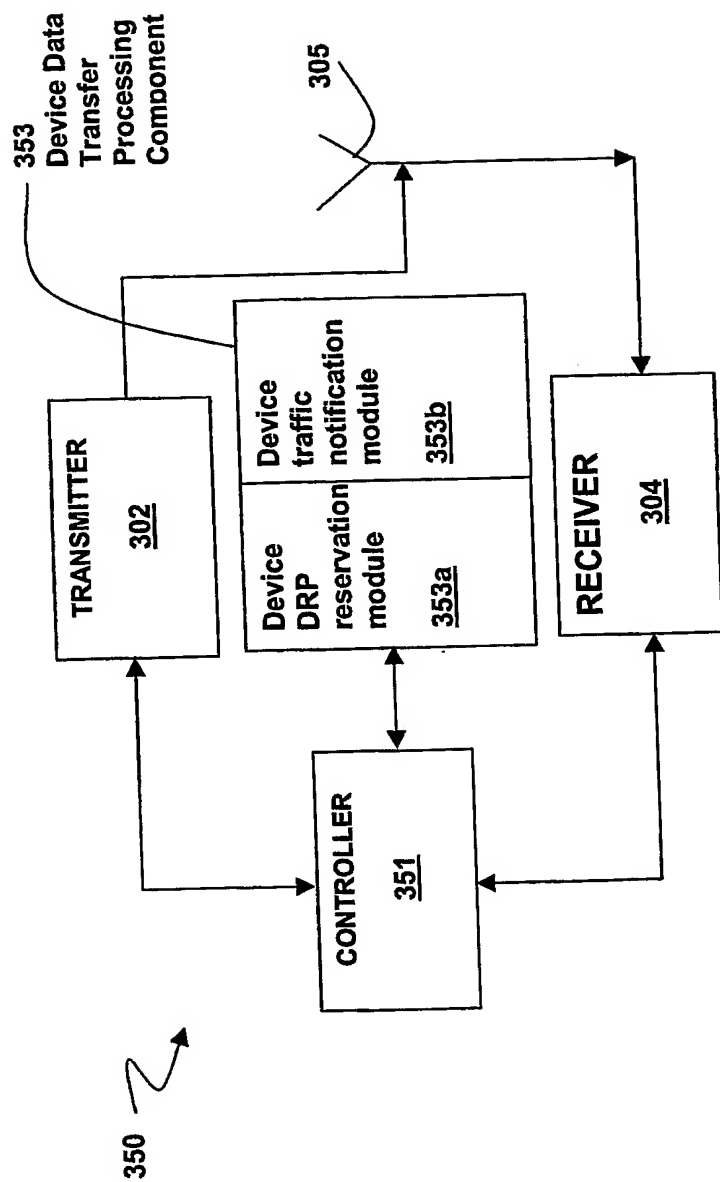 350
CONTROLLER
351
TRANSMITTER
302
Device
DRP
reservation
module
353a
Device
traffic
notification
module
353b
RECEIVER
304
353
Device Data
Transfer
Processing
Component
305